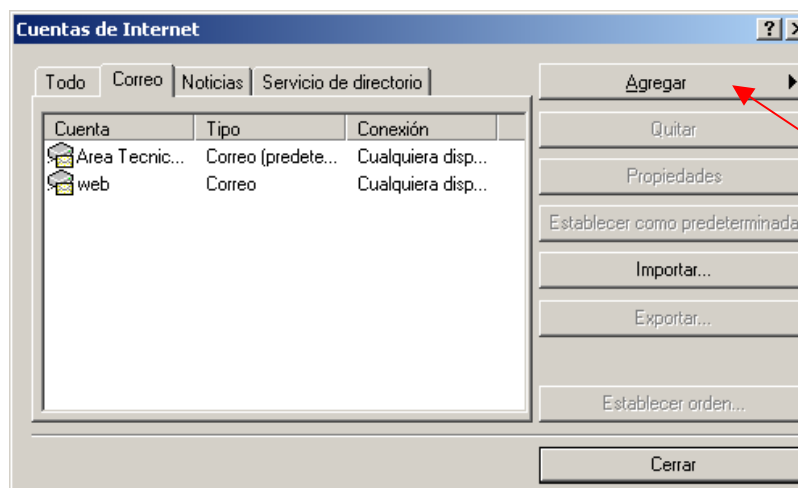 Cuentas de Internet
Todo Correo Noticias Servicio de directorio
Cuenta Tipo Conexión
Area Tecnic... Correo (predete... Cualquiera disp...
web Correo Cualquiera disp...
Agregar
Quitar
Propiedades
Establecer como predeterminada
Importar...
Exportar...
Establecer orden...
Cerrar